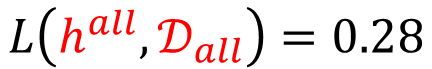 L(h^{all}, 𝒟_{all}) = 0.28